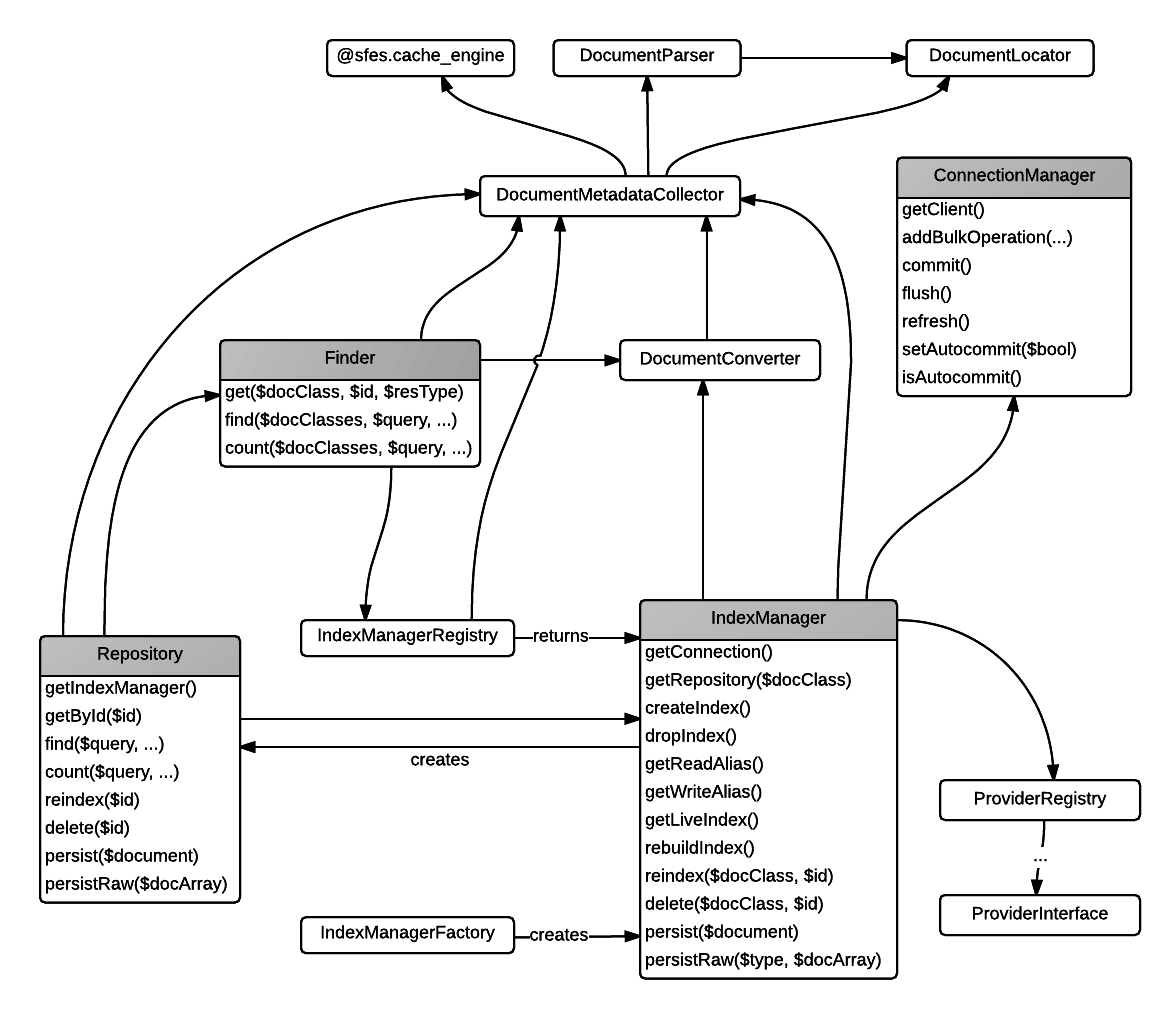 @sfes.cache_engine
DocumentParser
DocumentLocator
DocumentMetadataCollector
ConnectionManager
getClient()
addBulkOperation(...)
commit()
flush()
refresh()
setAutocommit($bool)
isAutocommit()
Finder
get($docClass, $id, $resType)
find($docClasses, $query, ...)
count($docClasses, $query, ...)
DocumentConverter
IndexManagerRegistry
returns
Repository
getIndexManager()
getById($id)
find($query, ...)
count($query, ...)
reindex($id)
delete($id)
persist($document)
persistRaw($docArray)
creates
IndexManager
getConnection()
getRepository($docClass)
createIndex()
dropIndex()
getReadAlias()
getWriteAlias()
getLiveIndex()
rebuildIndex()
reindex($docClass, $id)
delete($docClass, $id)
persist($document)
persistRaw($type, $docArray)
IndexManagerFactory
creates
ProviderRegistry
...
ProviderInterface